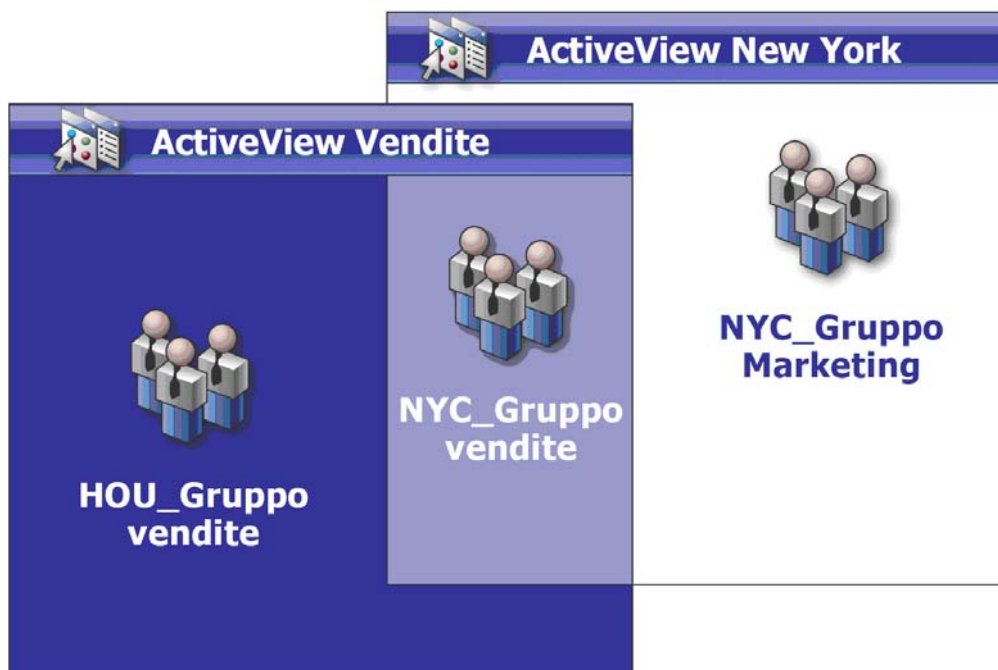 ActiveView New York
ActiveView Vendite
NYC_Gruppo
Marketing
NYC_Gruppo
vendite
HOU_Gruppo
vendite